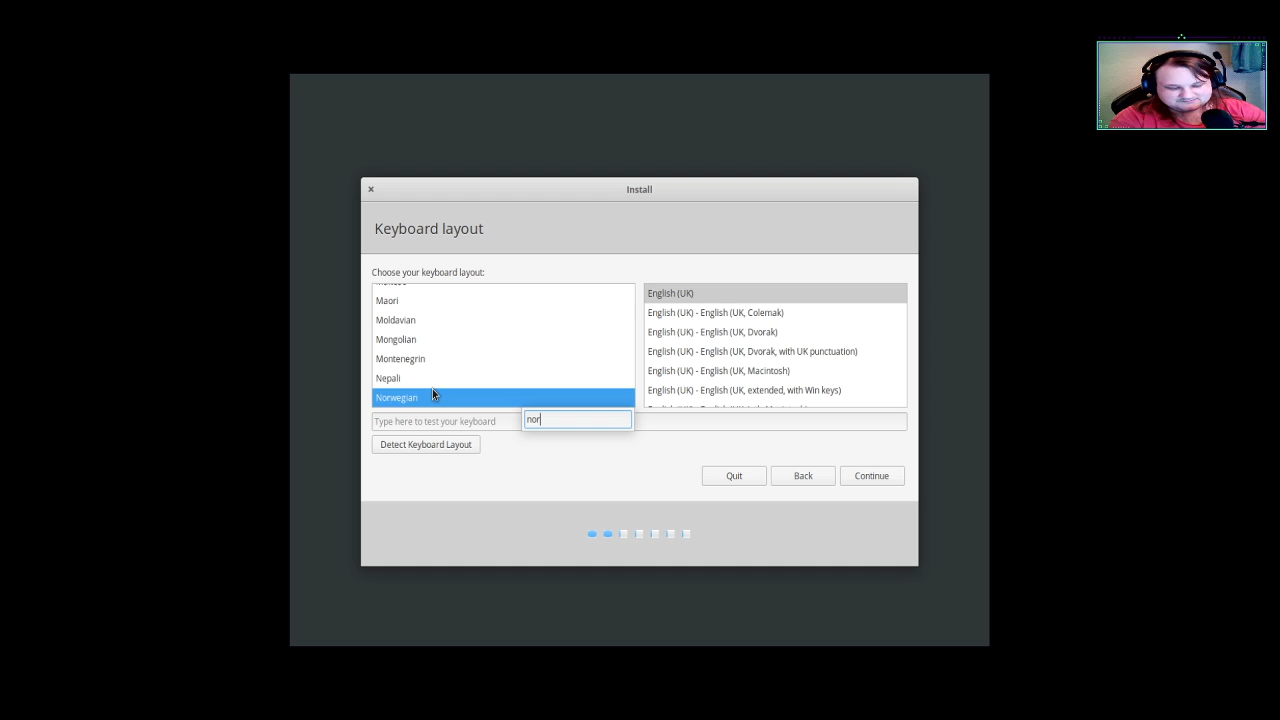 Install
Keyboard layout
Choose your keyboard layout:
Maori
Moldavian
Mongolian
Montenegrin
Nepali
Norwegian
English (UK)
English (UK) - English (UK, Colemak)
English (UK) - English (UK, Dvorak)
English (UK) - English (UK, Dvorak, with UK punctuation)
English (UK) - English (UK, Macintosh)
English (UK) - English (UK, extended, with Win keys)
Type here to test your keyboard
nor
Detect Keyboard Layout
Quit
Back
Continue